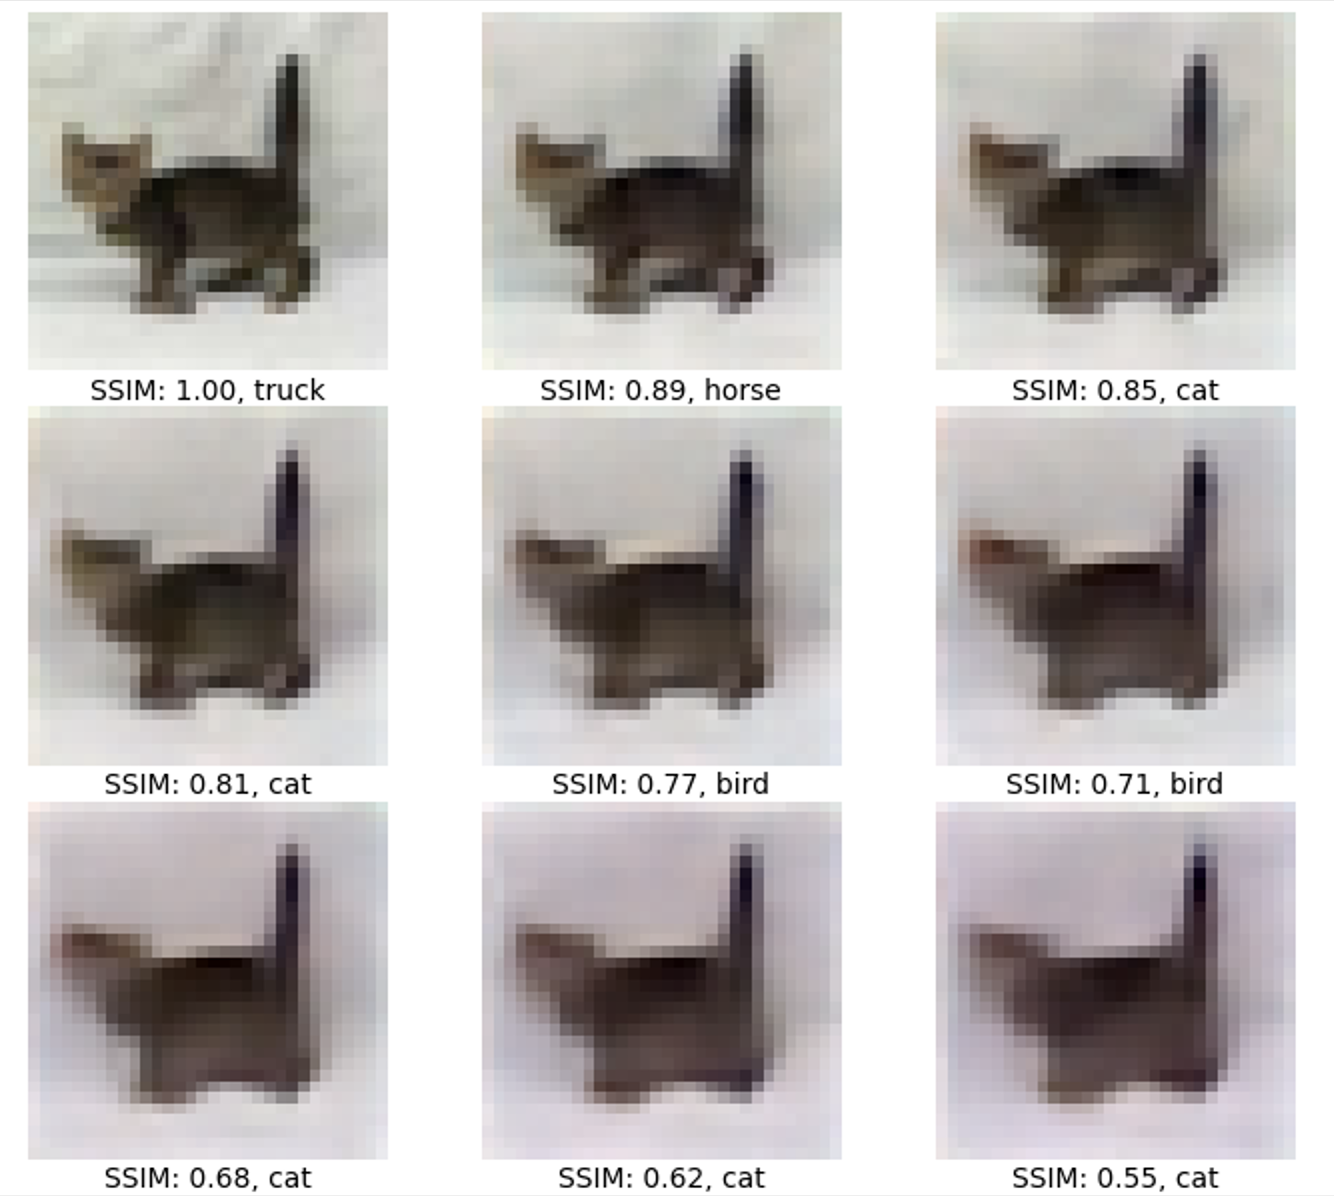 SSIM: 1.00, truck
SSIM: 0.89, horse
SSIM: 0.85, cat
SSIM: 0.81, cat
SSIM: 0.77, bird
SSIM: 0.71, bird
SSIM: 0.68, cat
SSIM: 0.62, cat
SSIM: 0.55, cat